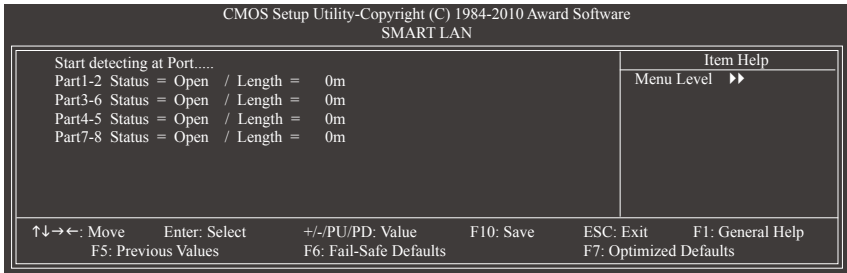 CMOS Setup Utility-Copyright (C) 1984-2010 Award Software
SMART LAN
Start detecting at Port.....
Part1-2 Status = Open / Length = 0m
Part3-6 Status = Open / Length = 0m
Part4-5 Status = Open / Length = 0m
Part7-8 Status = Open / Length = 0m
Item Help
Menu Level ▶▶
↑↓→←: Move Enter: Select +/-/PU/PD: Value F10: Save ESC: Exit F1: General Help
F5: Previous Values F6: Fail-Safe Defaults F7: Optimized Defaults